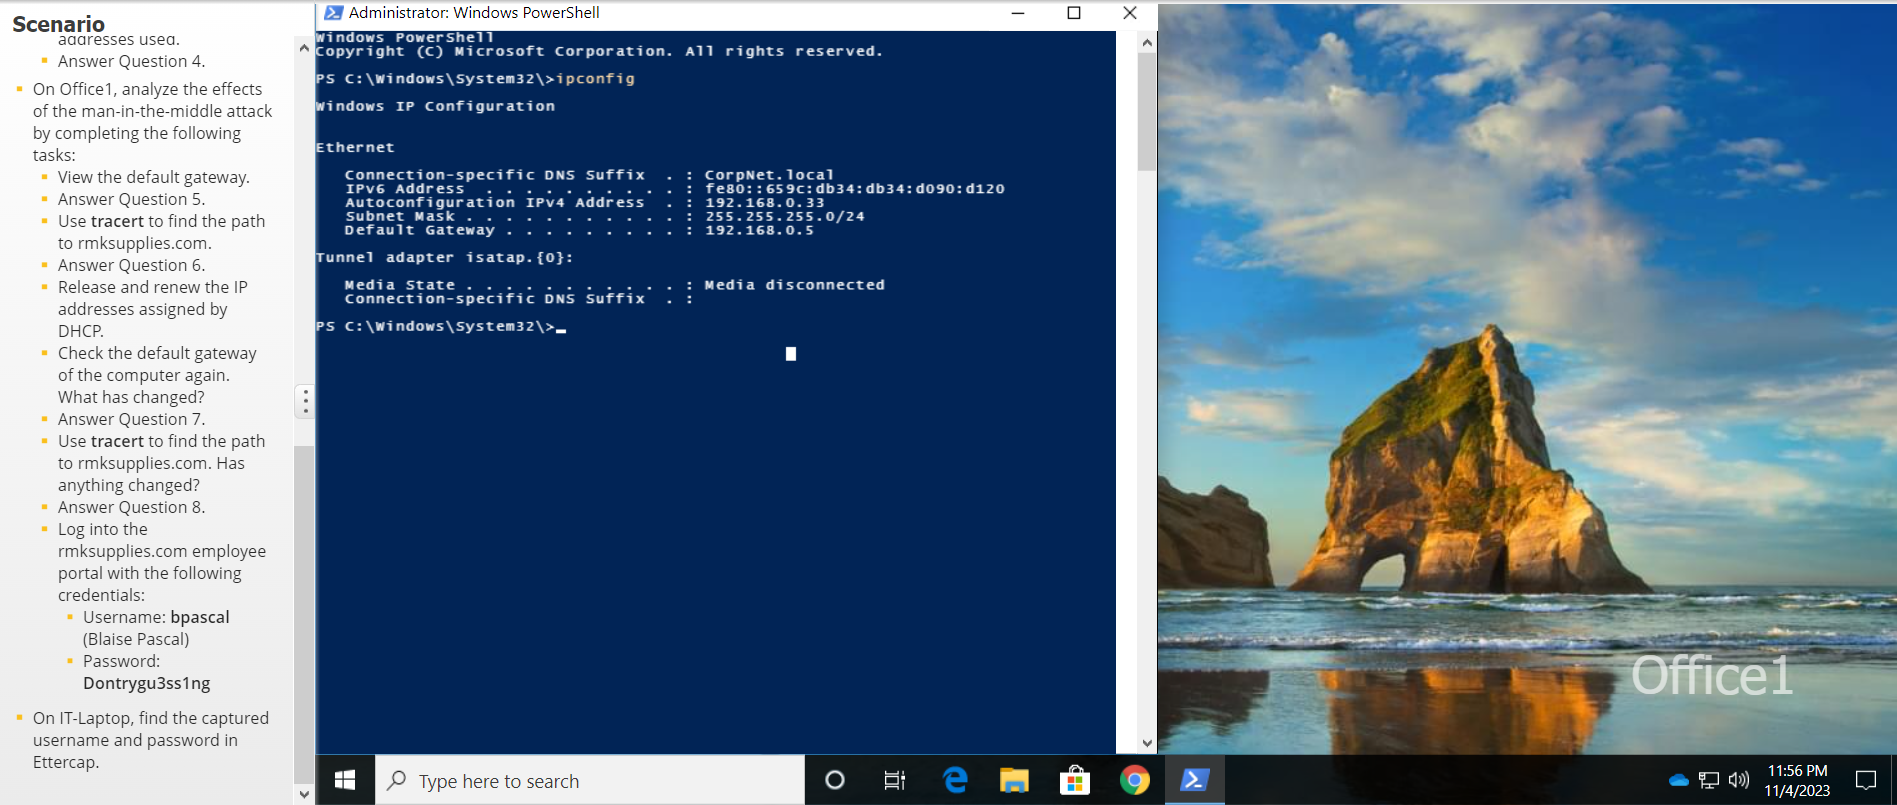 Scenario
addresses used.
Answer Question 4.
On Office1, analyze the effects
of the man-in-the-middle attack
by completing the following
tasks:
View the default gateway.
Answer Question 5.
Use tracert to find the path
to rmksupplies.com.
Answer Question 6.
Release and renew the IP
addresses assigned by
DHCP.
Check the default gateway
of the computer again.
What has changed?
Answer Question 7.
Use tracert to find the path
to rmksupplies.com. Has
anything changed?
Answer Question 8.
Log into the
rmksupplies.com employee
portal with the following
credentials:
Username: bpascal
(Blaise Pascal)
Password:
Dontrygu3ss1ng
On IT-Laptop, find the captured
username and password in
Ettercap.
Administrator: Windows PowerShell
Windows PowerShell
Copyright (C) Microsoft Corporation. All rights reserved.
PS C:\Windows\System32\>ipconfig
Windows IP Configuration
Ethernet
Connection-specific DNS Suffix . : CorpNet.local
IPv6 Address . . . . . . . . . . : fe80::659c:db34:db34:d090:d120
Autoconfiguration IPv4 Address . : 192.168.0.33
Subnet Mask . . . . . . . . . . . : 255.255.255.0/24
Default Gateway . . . . . . . . . : 192.168.0.5
Tunnel adapter isatap.{0}:
Media State . . . . . . . . . . . : Media disconnected
Connection-specific DNS Suffix . :
PS C:\Windows\System32\>
Office1
Type here to search
11:56 PM
11/4/2023